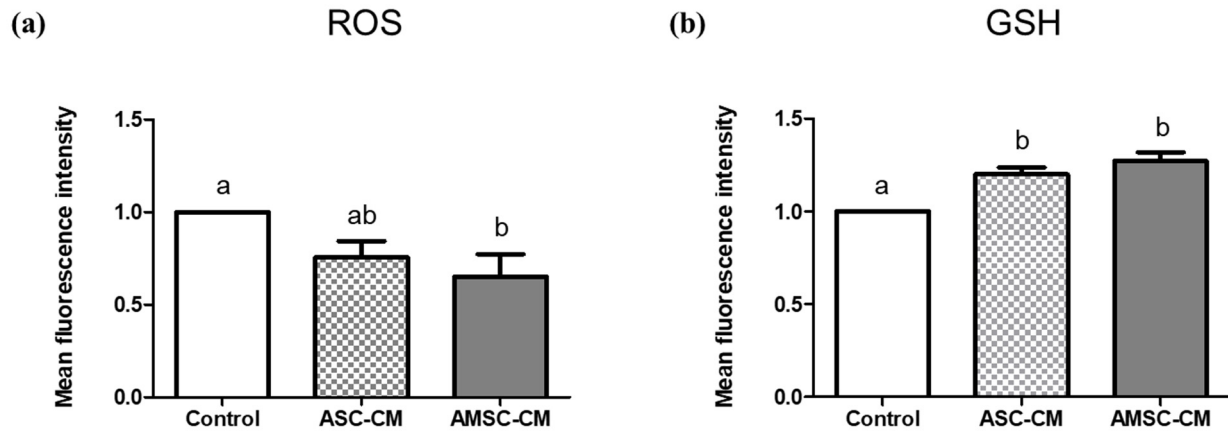 (a) ROS
Mean fluorescence intensity
1.5
1.0
0.5
0.0
a
ab
b
Control ASC-CM AMSC-CM
(b) GSH
Mean fluorescence intensity
1.5
1.0
0.5
0.0
a
b
b
Control ASC-CM AMSC-CM